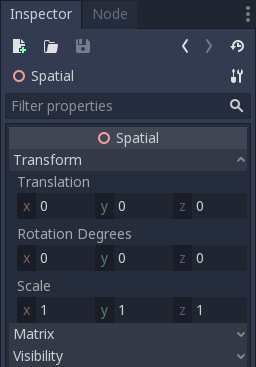 Inspector Node
Spatial
Filter properties
Spatial
Transform
Translation
x 0 y 0 z 0
Rotation Degrees
x 0 y 0 z 0
Scale
x 1 y 1 z 1
Matrix
Visibility